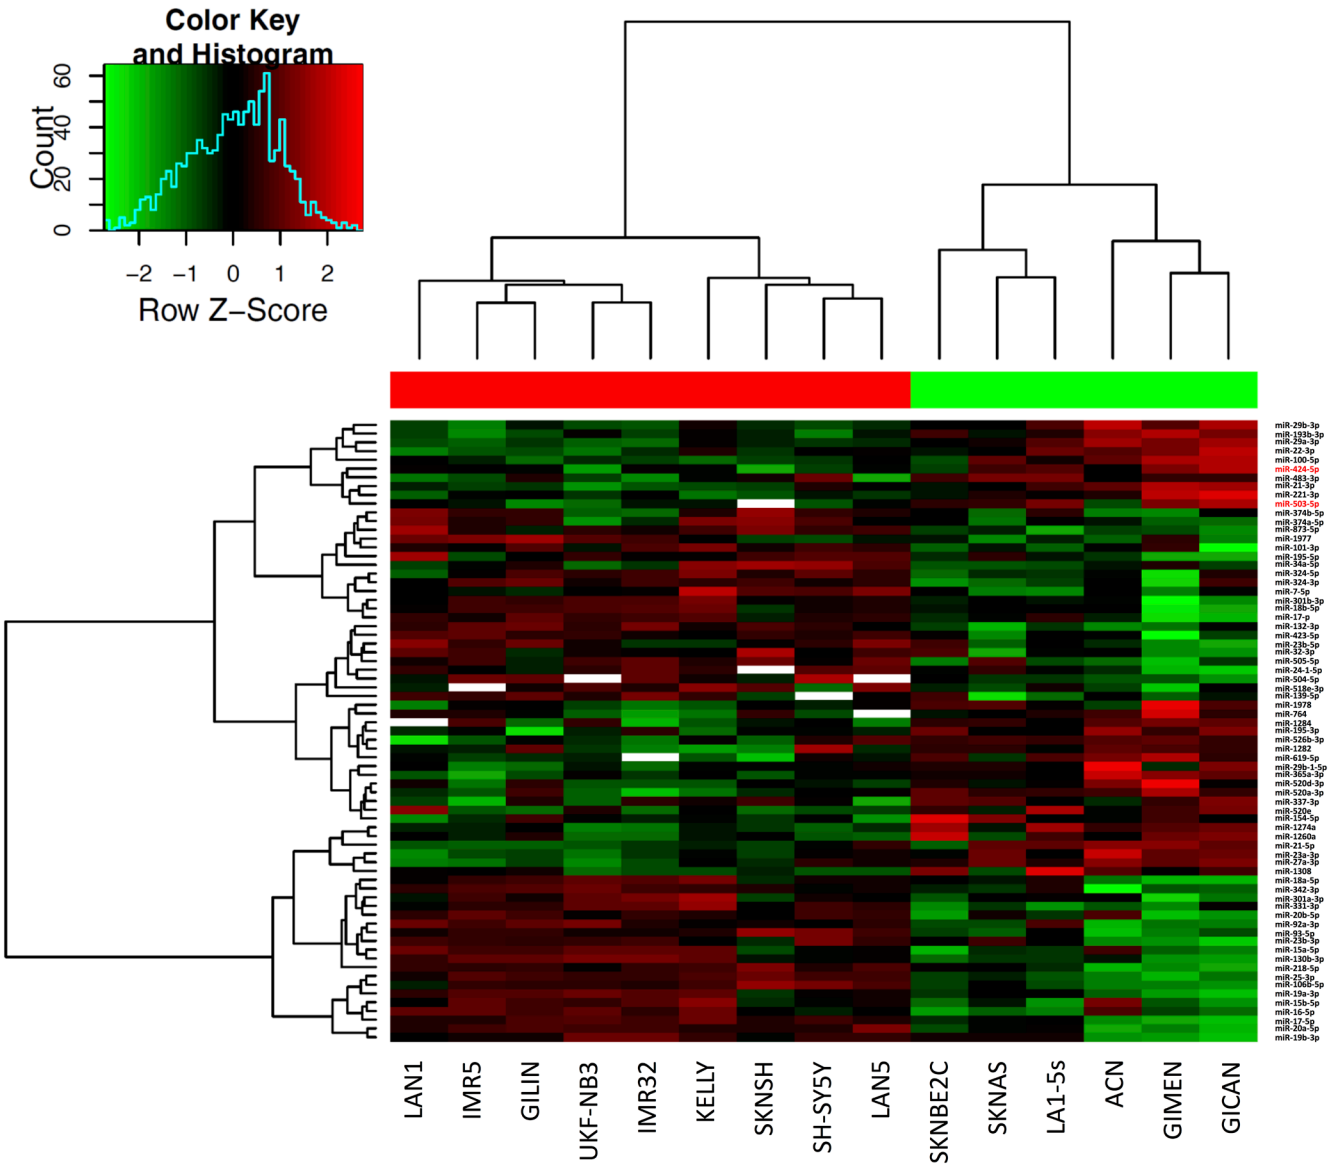 Color Key
and Histogram
Count
0
20
40
60
−2 −1 0 1 2
Row Z−Score
miR-29b-3p
miR-193b-3p
miR-29a-3p
miR-22-3p
miR-100-5p
miR-424-5p
miR-483-3p
miR-21-3p
miR-221-3p
miR-503-5p
miR-374b-5p
miR-374a-5p
miR-873-5p
miR-1977
miR-101-3p
miR-195-5p
miR-34a-5p
miR-324-5p
miR-324-3p
miR-7-5p
miR-301b-3p
miR-18b-5p
miR-17-p
miR-132-3p
miR-423-5p
miR-23b-5p
miR-32-3p
miR-505-5p
miR-24-1-5p
miR-504-5p
miR-518e-3p
miR-139-5p
miR-1978
miR-764
miR-1284
miR-195-3p
miR-526b-3p
miR-1282
miR-619-5p
miR-29b-1-5p
miR-365a-3p
miR-520d-3p
miR-520a-3p
miR-337-3p
miR-520e
miR-154-5p
miR-1274a
miR-1260a
miR-21-5p
miR-23a-3p
miR-27a-3p
miR-1308
miR-18a-5p
miR-342-3p
miR-301a-3p
miR-331-3p
miR-20b-5p
miR-92a-3p
miR-93-5p
miR-23b-3p
miR-15a-5p
miR-130b-3p
miR-218-5p
miR-25-3p
miR-106b-5p
miR-19a-3p
miR-15b-5p
miR-16-5p
miR-17-5p
miR-20a-5p
miR-19b-3p
LAN1
IMR5
GILIN
UKF-NB3
IMR32
KELLY
SKNSH
SH-SY5Y
LAN5
SKNBE2C
SKNAS
LA1-5s
ACN
GIMEN
GICAN